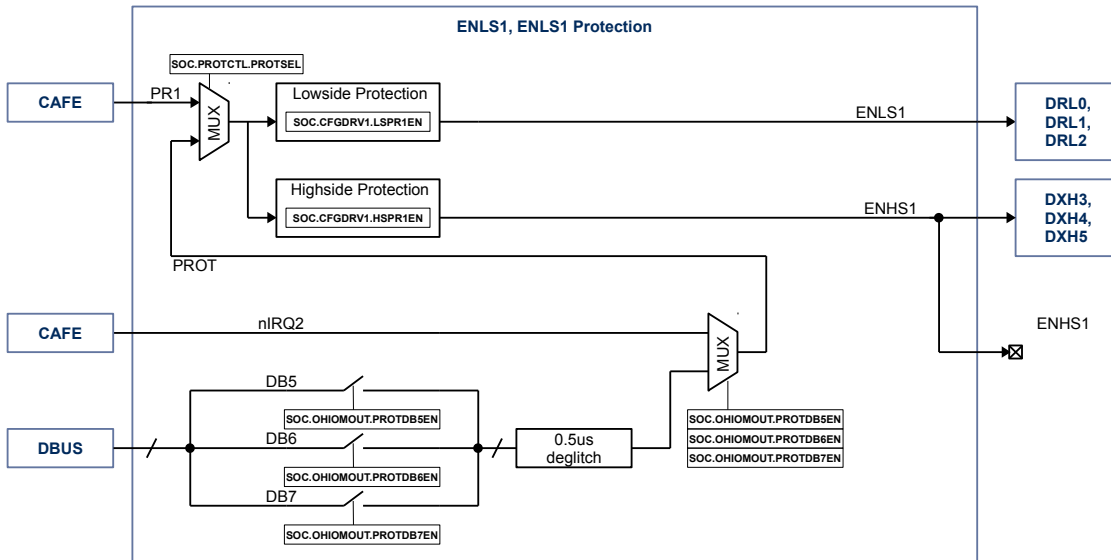 ENLS1, ENLS1 Protection
SOC.PROTCTL.PROTSEL
CAFE
PR1
MUX
Lowside Protection
SOC.CFGDRV1.LSPR1EN
ENLS1
DRL0,
DRL1,
DRL2
Highside Protection
SOC.CFGDRV1.HSPR1EN
ENHS1
DXH3,
DXH4,
DXH5
PROT
CAFE
nIRQ2
MUX
ENHS1
DB5
SOC.OHIOMOUT.PROTDB5EN
DBUS
DB6
SOC.OHIOMOUT.PROTDB6EN
DB7
SOC.OHIOMOUT.PROTDB7EN
0.5us
deglitch
SOC.OHIOMOUT.PROTDB5EN
SOC.OHIOMOUT.PROTDB6EN
SOC.OHIOMOUT.PROTDB7EN